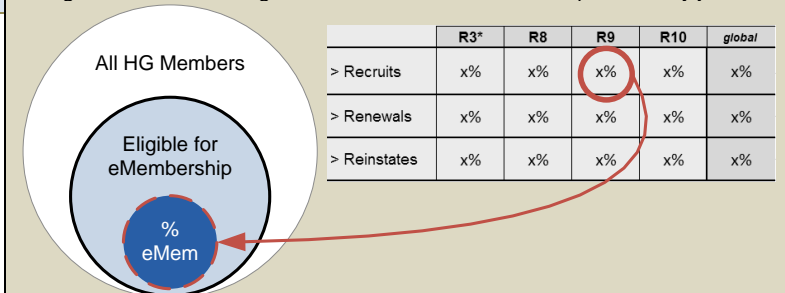 All HG Members
Eligible for
eMembership
%
eMem
R3* R8 R9 R10 global
> Recruits x% x% x% x% x%
> Renewals x% x% x% x% x%
> Reinstates x% x% x% x% x%